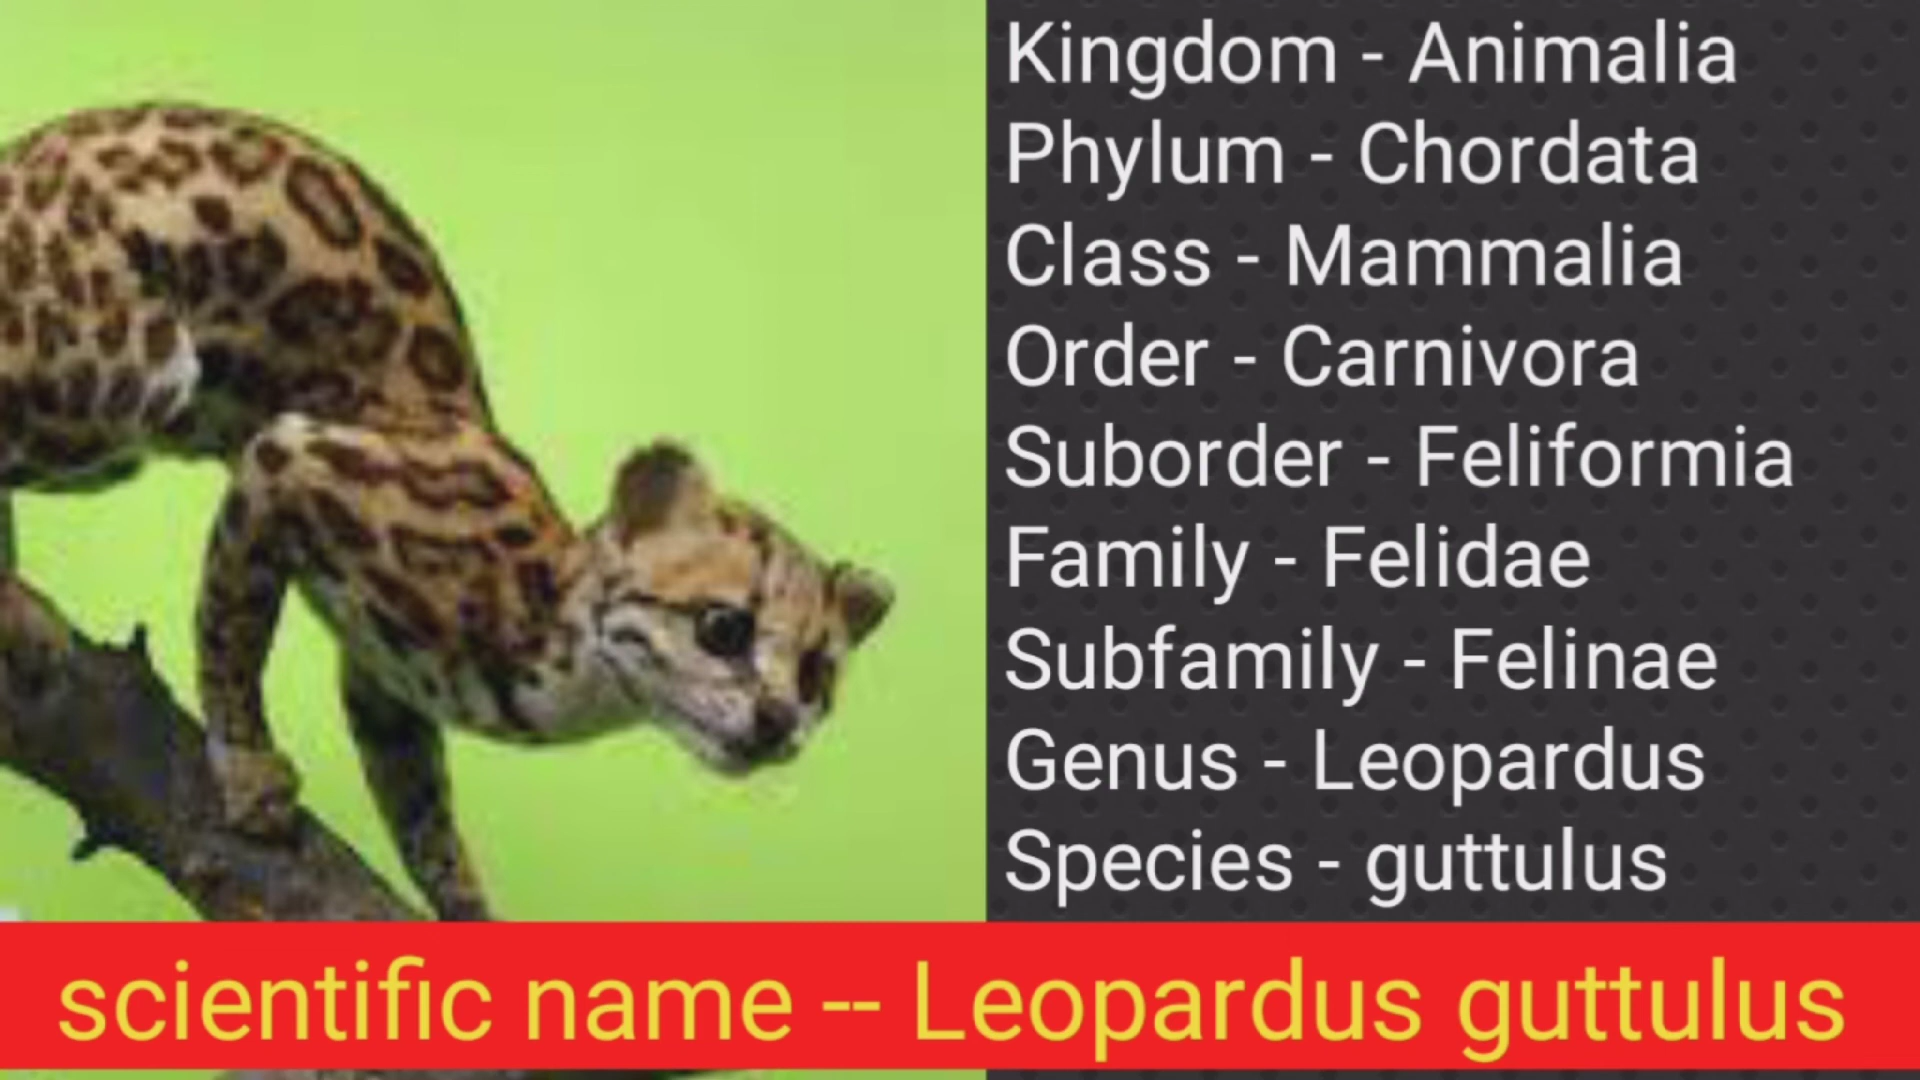 Kingdom - Animalia
Phylum - Chordata
Class - Mammalia
Order - Carnivora
Suborder - Feliformia
Family - Felidae
Subfamily - Felinae
Genus - Leopardus
Species - guttulus
scientific name -- Leopardus guttulus